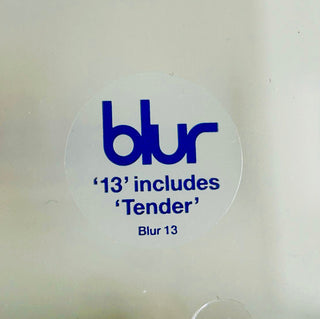 blur
‘13’ includes
‘Tender’
Blur 13